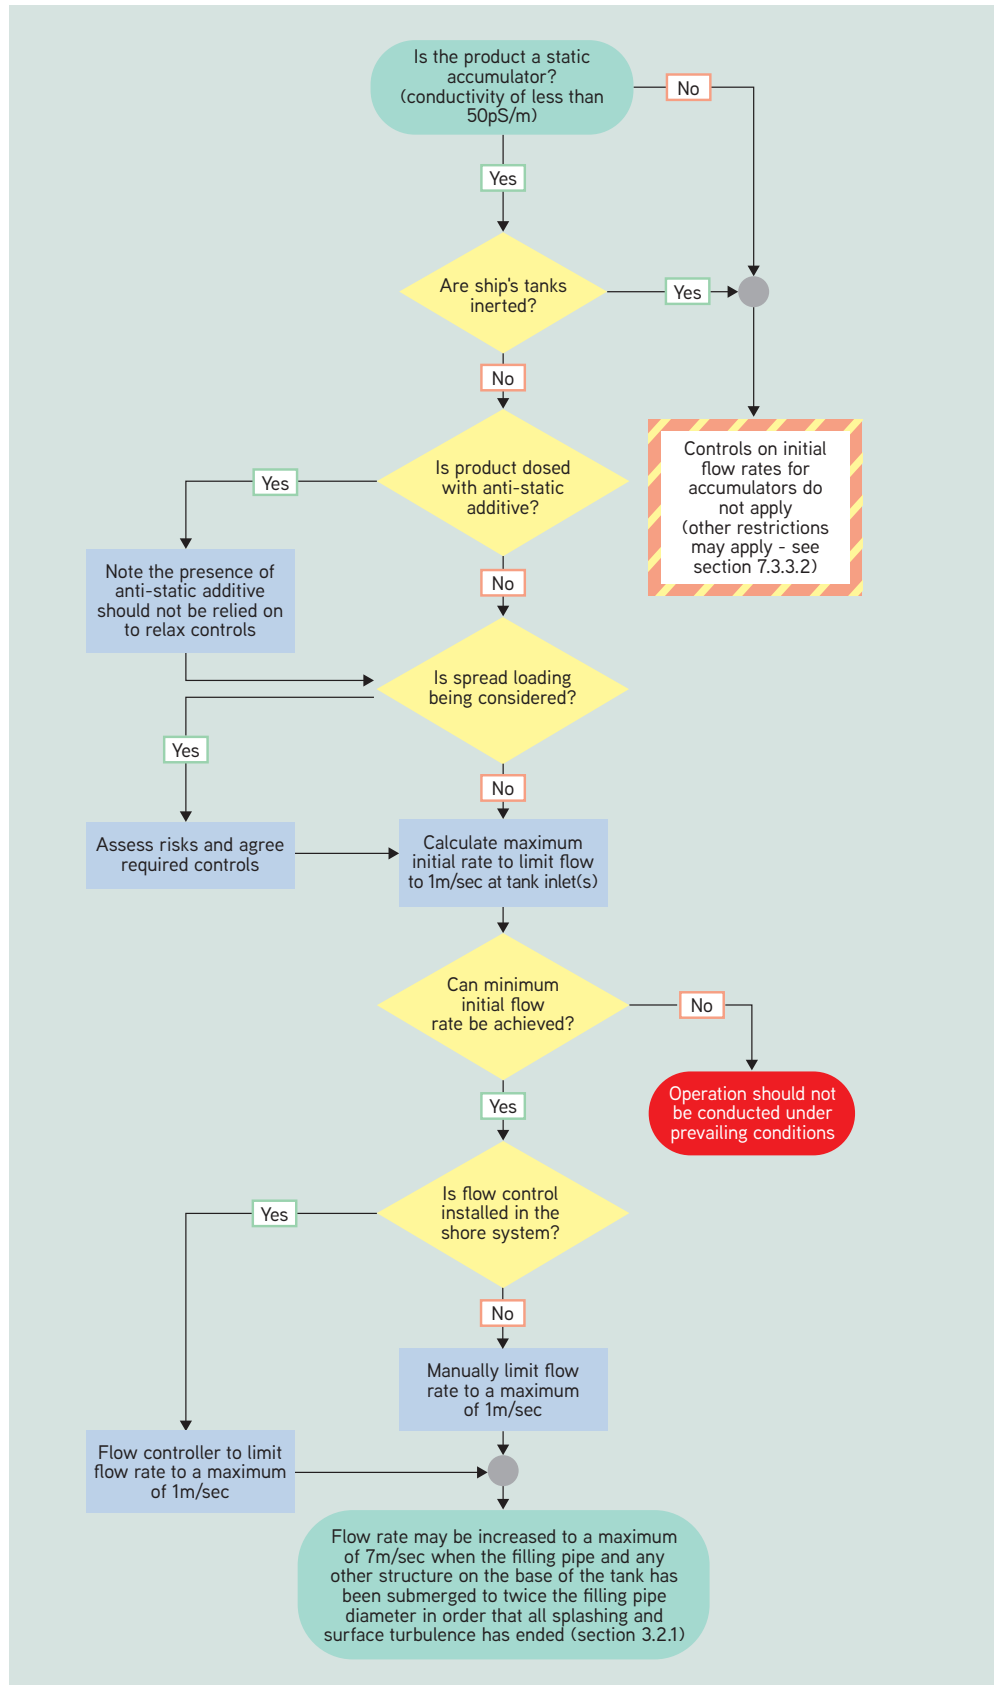 Is the product a static
accumulator?
(conductivity of less than
50pS/m)
No
Yes
Are ship's tanks
inerted?
Yes
No
Is product dosed
with anti-static
additive?
Yes
Controls on initial
flow rates for
accumulators do
not apply
(other restrictions
may apply - see
section 7.3.3.2)
Note the presence of
anti-static additive
should not be relied on
to relax controls
No
Is spread loading
being considered?
Yes
No
Assess risks and agree
required controls
Calculate maximum
initial rate to limit flow
to 1m/sec at tank inlet(s)
Can minimum
initial flow
rate be achieved?
No
Operation should not
be conducted under
prevailing conditions
Yes
Is flow control
installed in the
shore system?
Yes
No
Manually limit flow
rate to a maximum
of 1m/sec
Flow controller to limit
flow rate to a maximum
of 1m/sec
Flow rate may be increased to a maximum
of 7m/sec when the filling pipe and any
other structure on the base of the tank has
been submerged to twice the filling pipe
diameter in order that all splashing and
surface turbulence has ended (section 3.2.1)